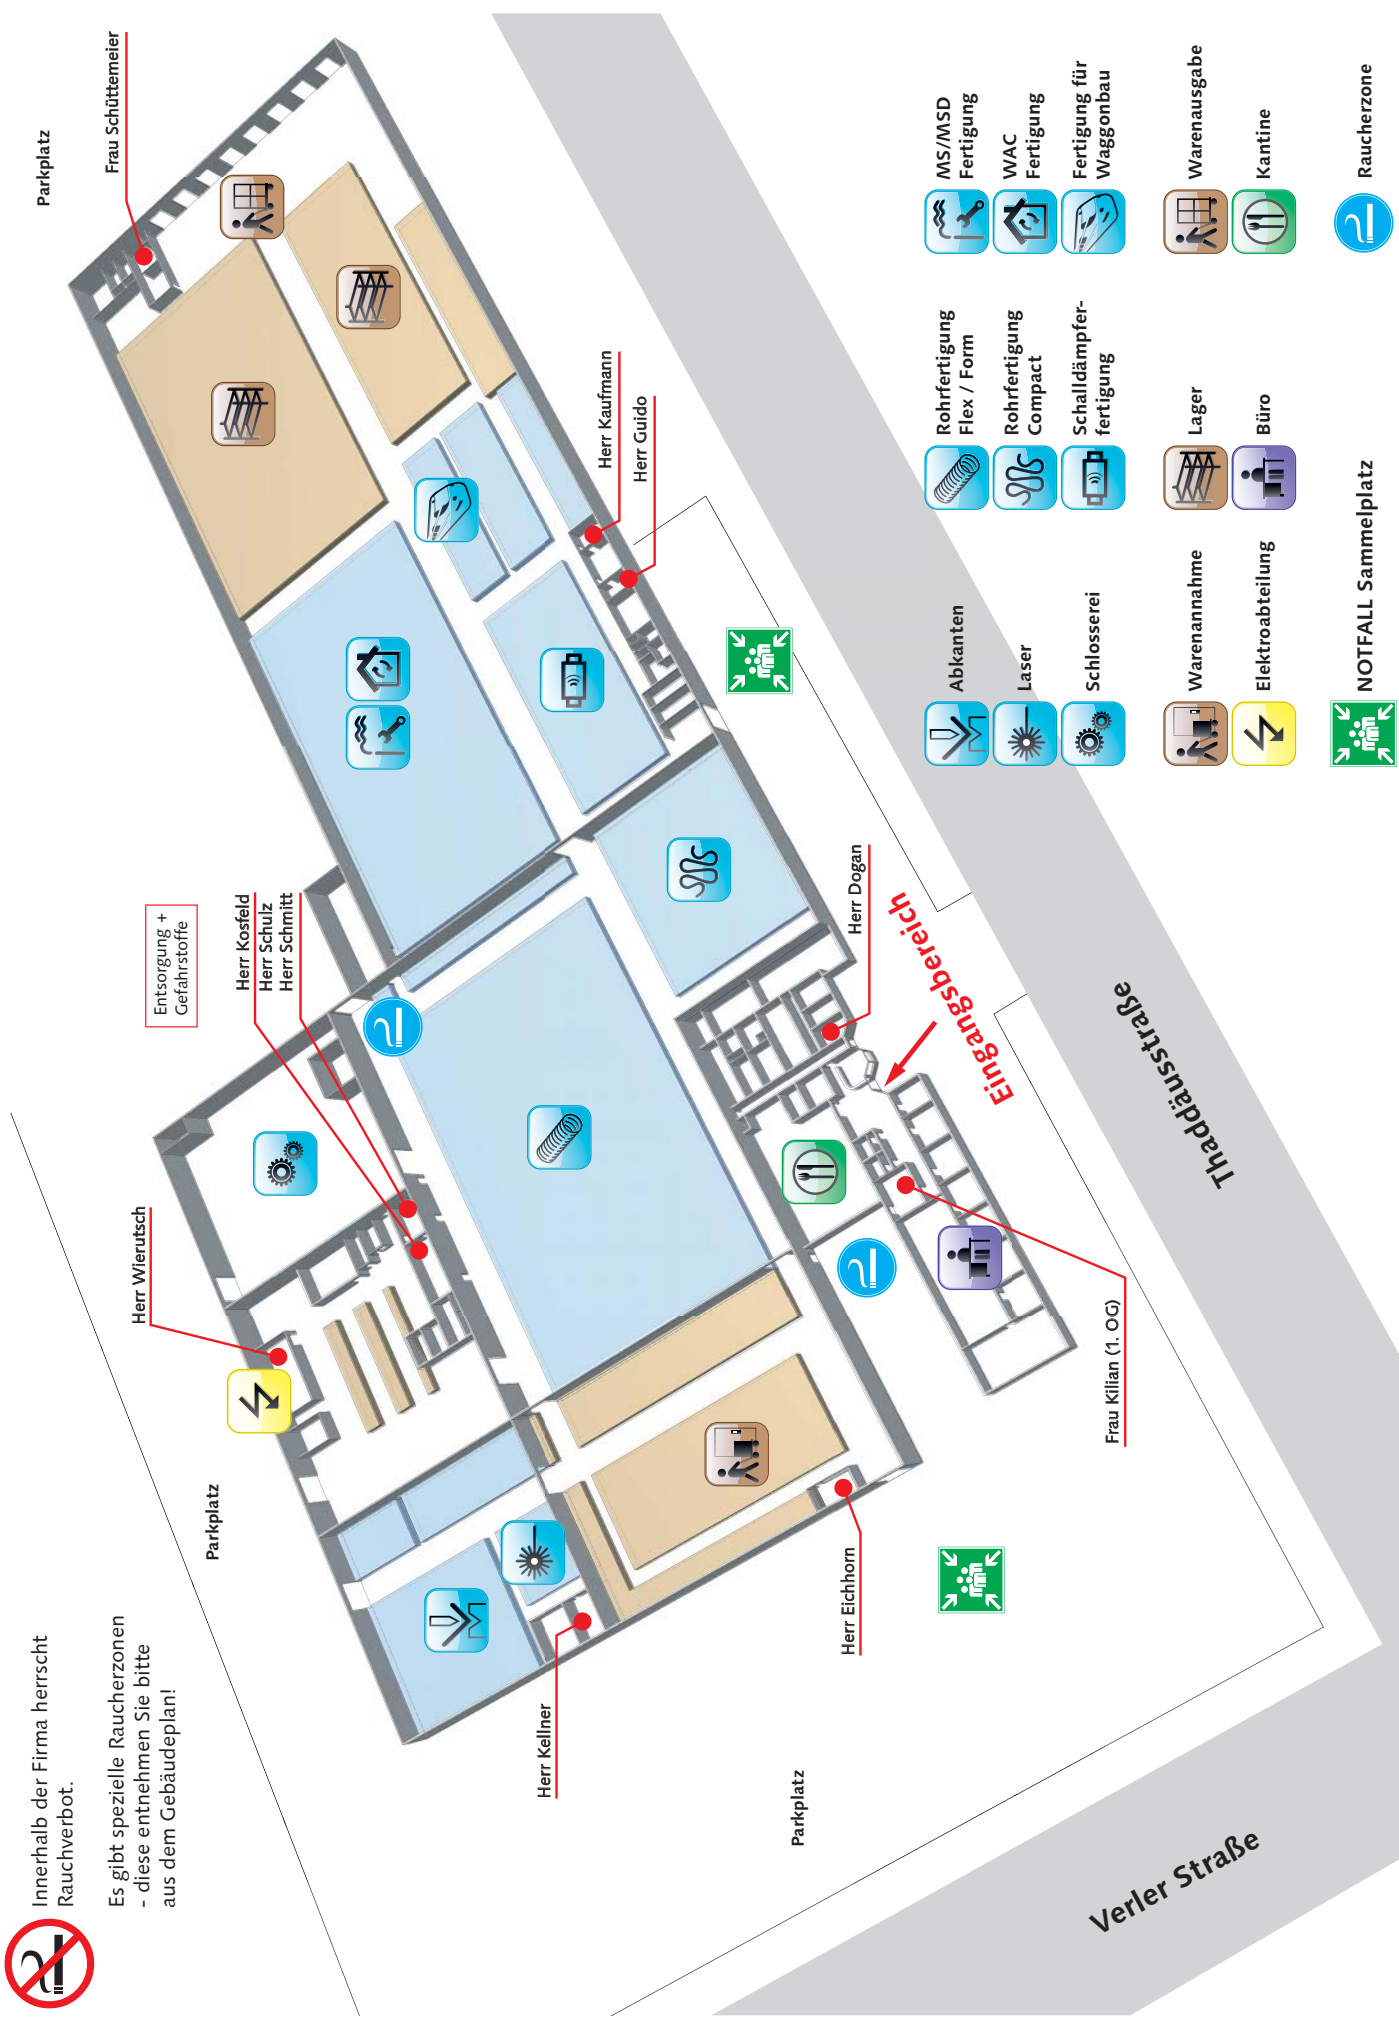 Innerhalb der Firma herrscht
Rauchverbot.
Es gibt spezielle Raucherzonen
- diese entnehmen Sie bitte
aus dem Gebäudeplan!
Parkplatz
Frau Schüttemeier
Entsorgung +
Gefahrstoffe
Herr Wierutsch
Herr Kosfeld
Herr Schulz
Herr Schmitt
Parkplatz
Herr Kellner
Herr Kaufmann
Herr Guido
Parkplatz
Herr Eichhorn
Herr Dogan
Eingangsbereich
Frau Kilian (1. OG)
Verler Straße
Thaddäusstraße
Abkanten
Laser
Schlosserei
Rohrfertigung
Flex / Form
Rohrfertigung
Compact
Schalldämpfer-
fertigung
MS/MSD
Fertigung
WAC
Fertigung
Fertigung für
Waggonbau
Warenannahme
Elektroabteilung
Lager
Büro
Warenausgabe
Kantine
NOTFALL Sammelplatz
Raucherzone